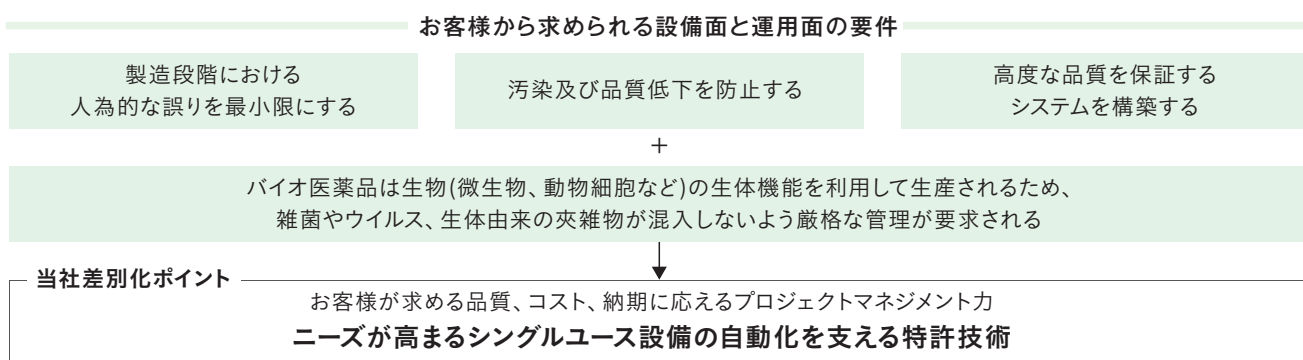 お客様から求められる設備面と運用面の要件
製造段階における
人為的な誤りを最小限にする
汚染及び品質低下を防止する
高度な品質を保証する
システムを構築する
+
バイオ医薬品は生物(微生物、動物細胞など)の生体機能を利用して生産されるため、
雑菌やウイルス、生体由来の夾雑物が混入しないよう厳格な管理が要求される
当社差別化ポイント
お客様が求める品質、コスト、納期に応えるプロジェクトマネジメント力
ニーズが高まるシングルユース設備の自動化を支える特許技術